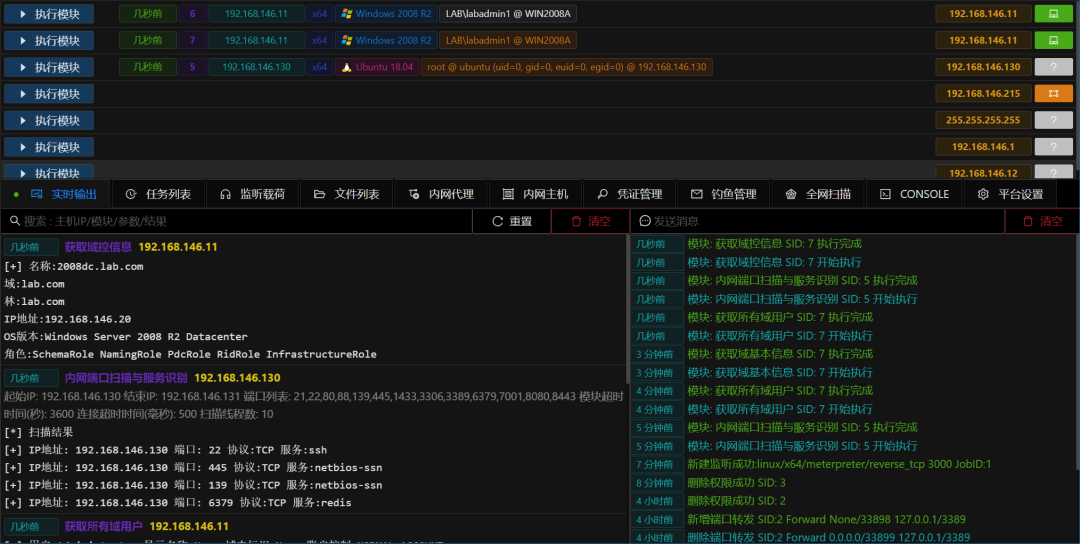 执行模块 几秒前 6 192.168.146.11 x64 Windows 2008 R2 LAB\labadmin1 @ WIN2008A 192.168.146.11
执行模块 几秒前 7 192.168.146.11 x64 Windows 2008 R2 LAB\labadmin1 @ WIN2008A 192.168.146.11
执行模块 几秒前 5 192.168.146.130 x64 Ubuntu 18.04 root @ ubuntu (uid=0, gid=0, euid=0, egid=0) @ 192.168.146.130 192.168.146.130 ?
执行模块 192.168.146.215
执行模块 255.255.255.255 ?
执行模块 192.168.146.1 ?
执行模块 192.168.146.12 ?
实时输出 任务列表 监听载荷 文件列表 内网代理 内网主机 凭证管理 钓鱼管理 全网扫描 CONSOLE 平台设置
搜索 : 主机IP/模块/参数/结果 重置 清空
几秒前 获取域控信息 192.168.146.11
[+] 名称:2008dc.lab.com
域:lab.com
林:lab.com
IP地址:192.168.146.20
OS版本:Windows Server 2008 R2 Datacenter
角色:SchemaRole NamingRole PdcRole RidRole InfrastructureRole
几秒前 内网端口扫描与服务识别 192.168.146.130
起始IP: 192.168.146.130 结束IP: 192.168.146.131 端口列表: 21,22,80,88,139,445,1433,3306,3389,6379,7001,8080,8443 模块超时
时间(秒): 3600 连接超时时间(毫秒): 500 扫描线程数: 10
[*] 扫描结果
[+] IP地址: 192.168.146.130 端口: 22 协议:TCP 服务:ssh
[+] IP地址: 192.168.146.130 端口: 445 协议:TCP 服务:netbios-ssn
[+] IP地址: 192.168.146.130 端口: 139 协议:TCP 服务:netbios-ssn
[+] IP地址: 192.168.146.130 端口: 6379 协议:TCP 服务:redis
几秒前 获取所有域用户 192.168.146.11
发送消息 清空
几秒前 模块: 获取域控信息 SID: 7 执行完成
几秒前 模块: 获取域控信息 SID: 7 开始执行
几秒前 模块: 内网端口扫描与服务识别 SID: 5 执行完成
几秒前 模块: 内网端口扫描与服务识别 SID: 5 开始执行
几秒前 模块: 获取所有域用户 SID: 7 执行完成
几秒前 模块: 获取所有域用户 SID: 7 开始执行
3 分钟前 模块: 获取域基本信息 SID: 7 执行完成
3 分钟前 模块: 获取域基本信息 SID: 7 开始执行
4 分钟前 模块: 获取所有域用户 SID: 7 执行完成
4 分钟前 模块: 获取所有域用户 SID: 7 开始执行
5 分钟前 模块: 内网端口扫描与服务识别 SID: 5 执行完成
5 分钟前 模块: 内网端口扫描与服务识别 SID: 5 开始执行
7 分钟前 新建监听成功:linux/x64/meterpreter/reverse_tcp 3000 JobID:1
8 分钟前 删除权限成功 SID: 3
4 小时前 删除权限成功 SID: 2
4 小时前 新增端口转发 SID:2 Forward None/33898 127.0.0.1/3389
4 小时前 删除端口转发 SID:2 Forward 0.0.0.0/33899 127.0.0.1/3389